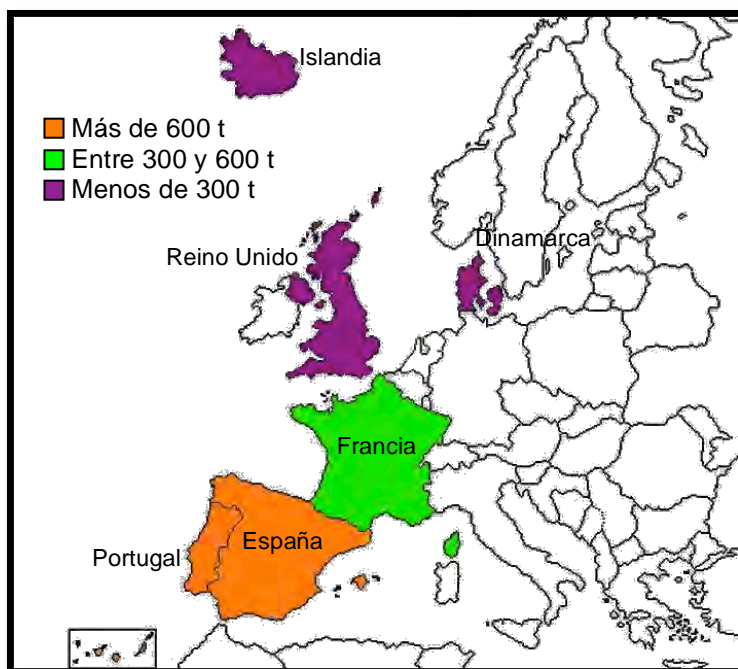 Islandia
Más de 600 t
Entre 300 y 600 t
Menos de 300 t
Reino Unido
Dinamarca
Francia
España
Portugal